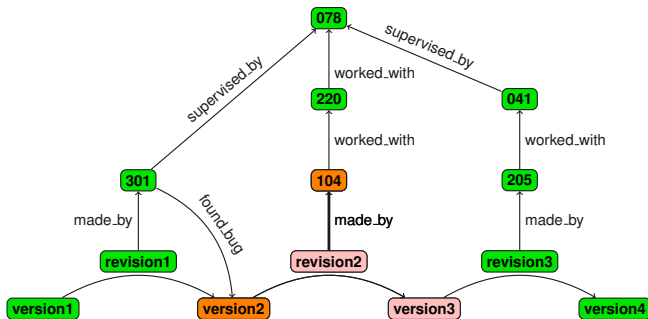 078
supervised_by
worked_with
supervised_by
220
041
worked_with
worked_with
301
104
205
made_by
found_bug
made_by
made_by
revision1
revision2
revision3
version1
version2
version3
version4